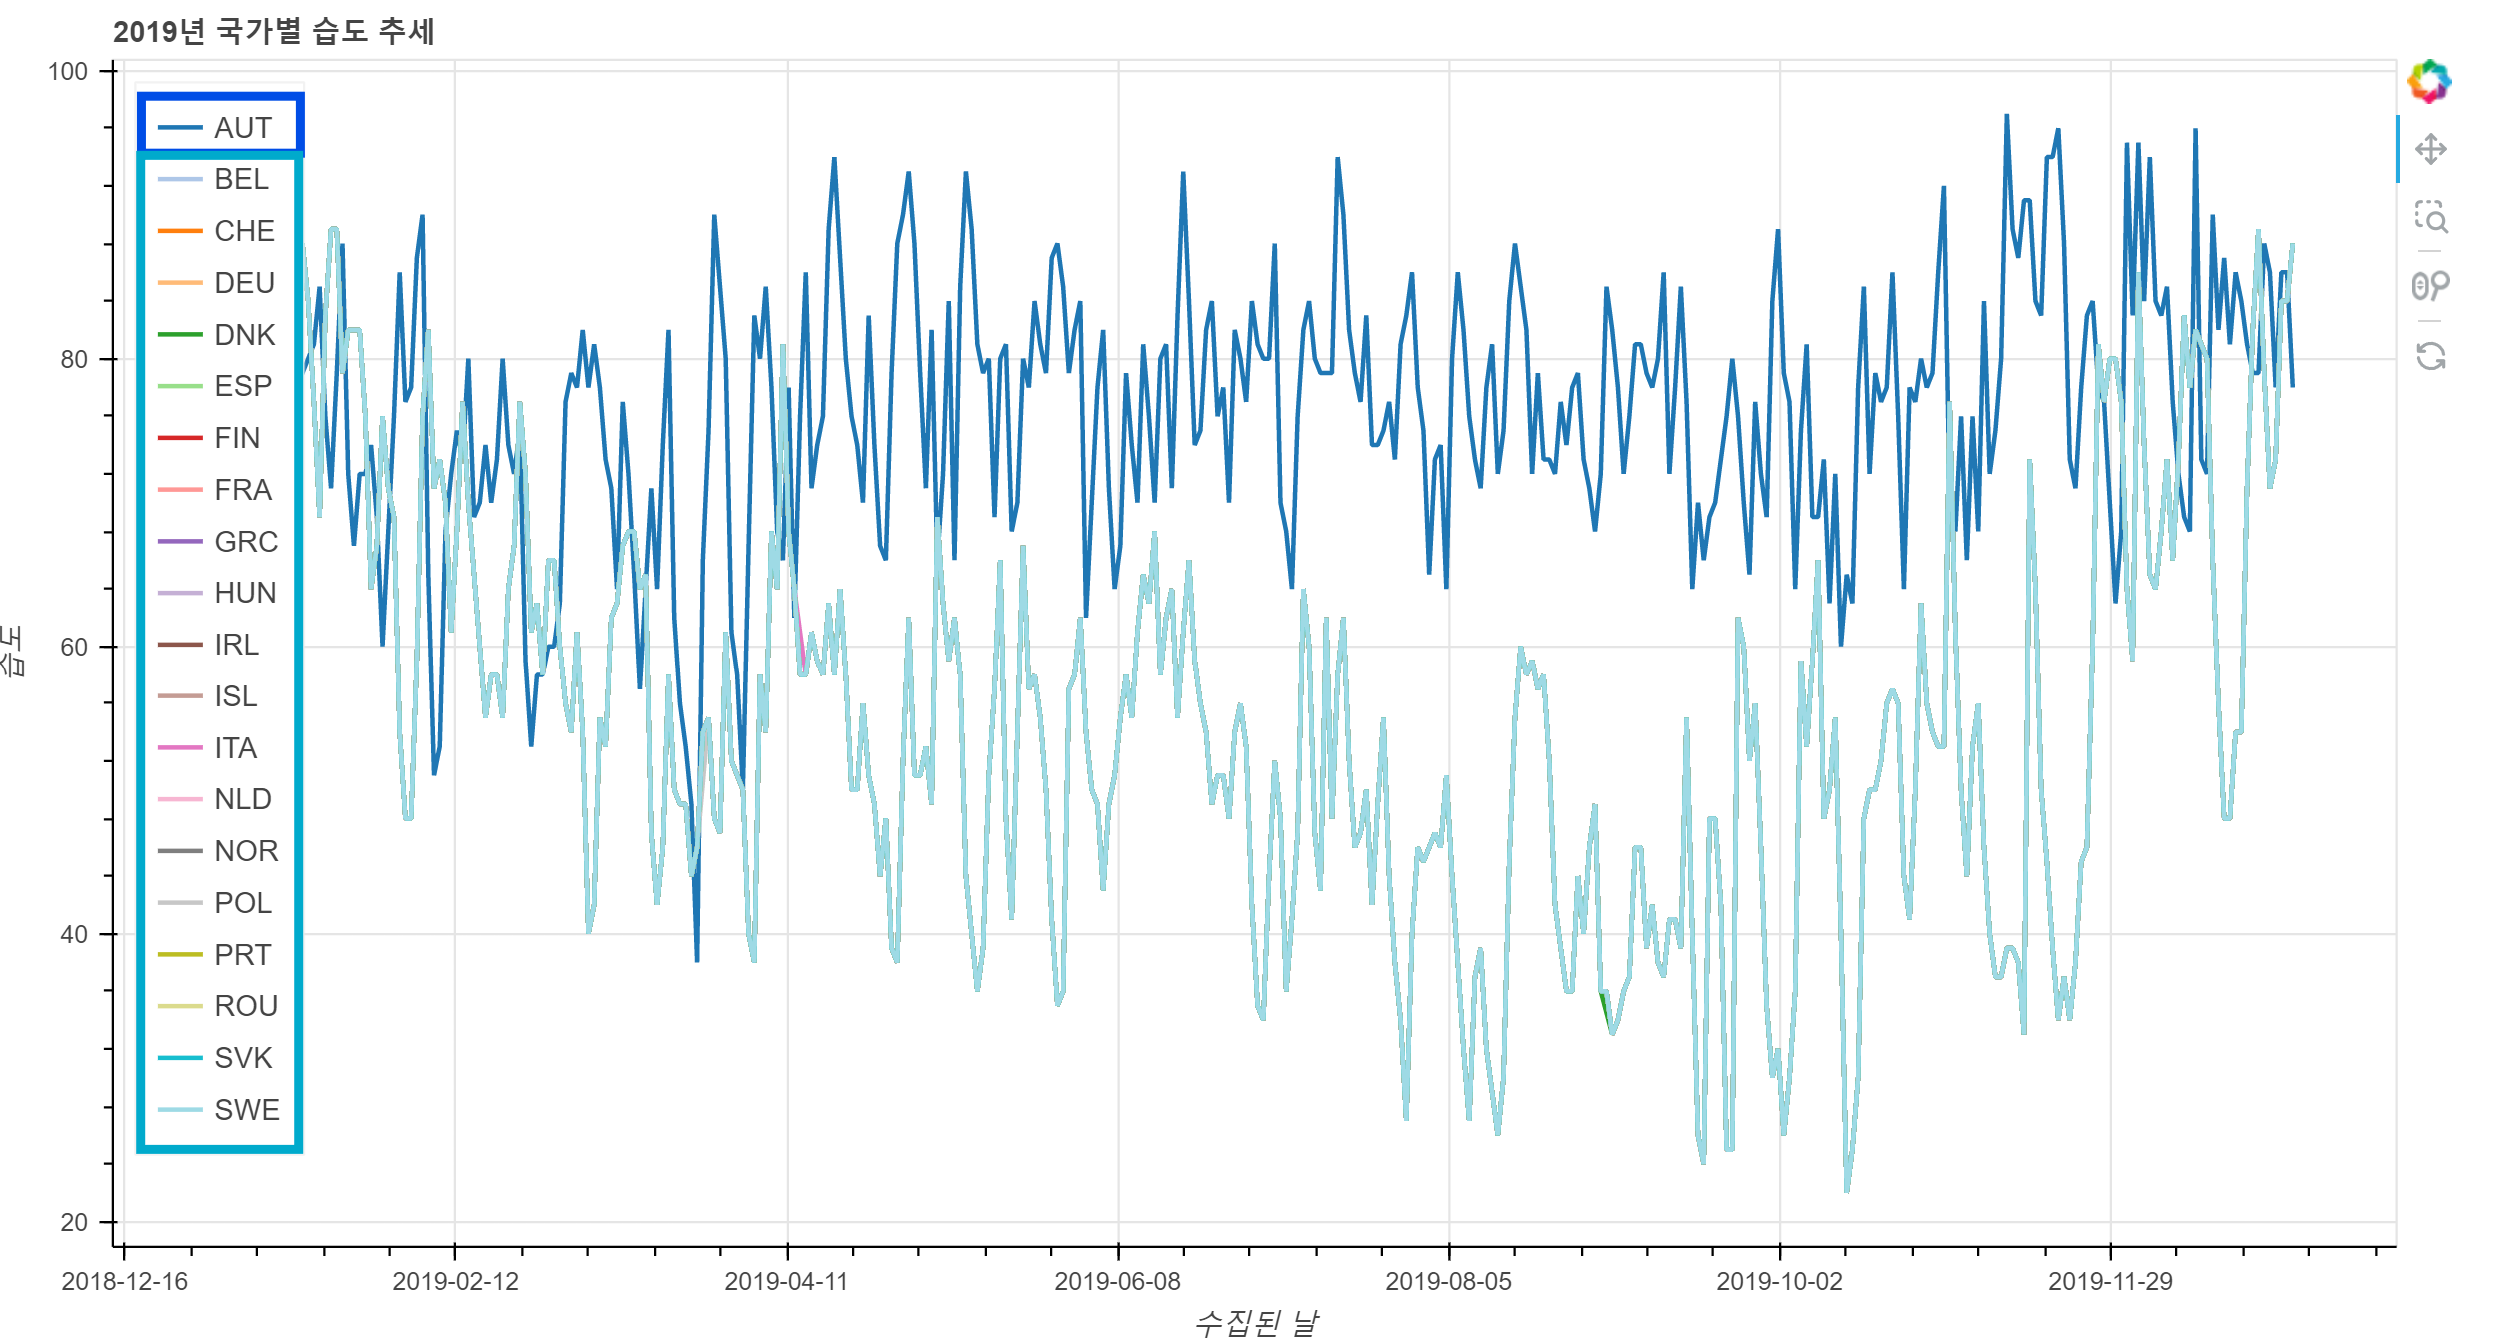 2019년 국가별 습도 추세
100
80
60
40
20
습도
AUT
BEL
CHE
DEU
DNK
ESP
FIN
FRA
GRC
HUN
IRL
ISL
ITA
NLD
NOR
POL
PRT
ROU
SVK
SWE
2018-12-16 2019-02-12 2019-04-11 2019-06-08 2019-08-05 2019-10-02 2019-11-29
수집된 날